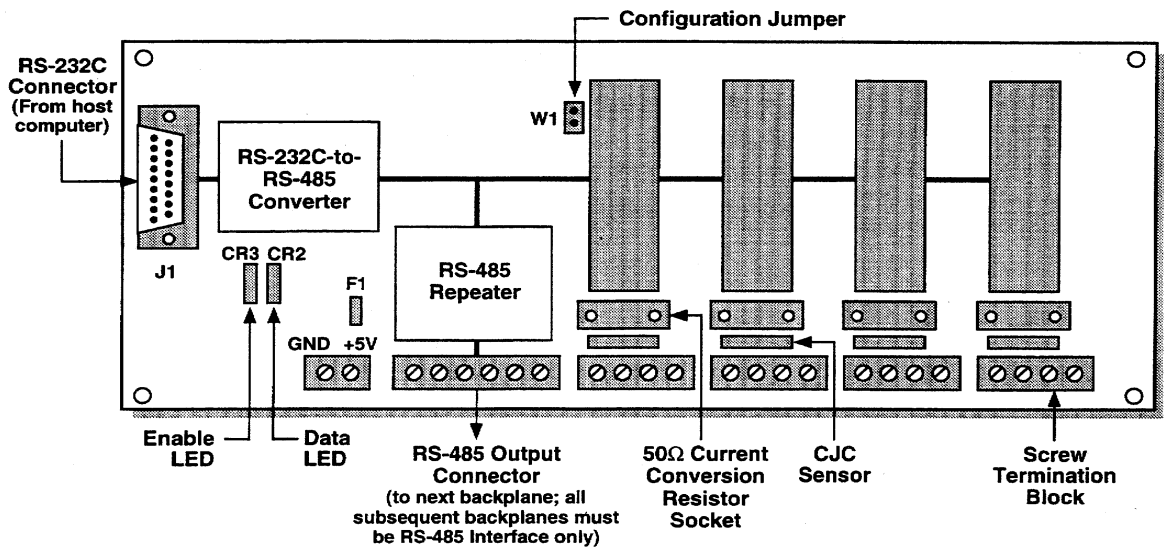 Configuration Jumper
RS-232C
Connector
(From host
computer)
W1
RS-232C-to-
RS-485
Converter
J1
CR3 CR2
F1
RS-485
Repeater
GND +5V
Enable
LED
Data
LED
RS-485 Output
Connector
(to next backplane; all
subsequent backplanes must
be RS-485 Interface only)
50Ω Current
Conversion
Resistor
Socket
CJC
Sensor
Screw
Termination
Block